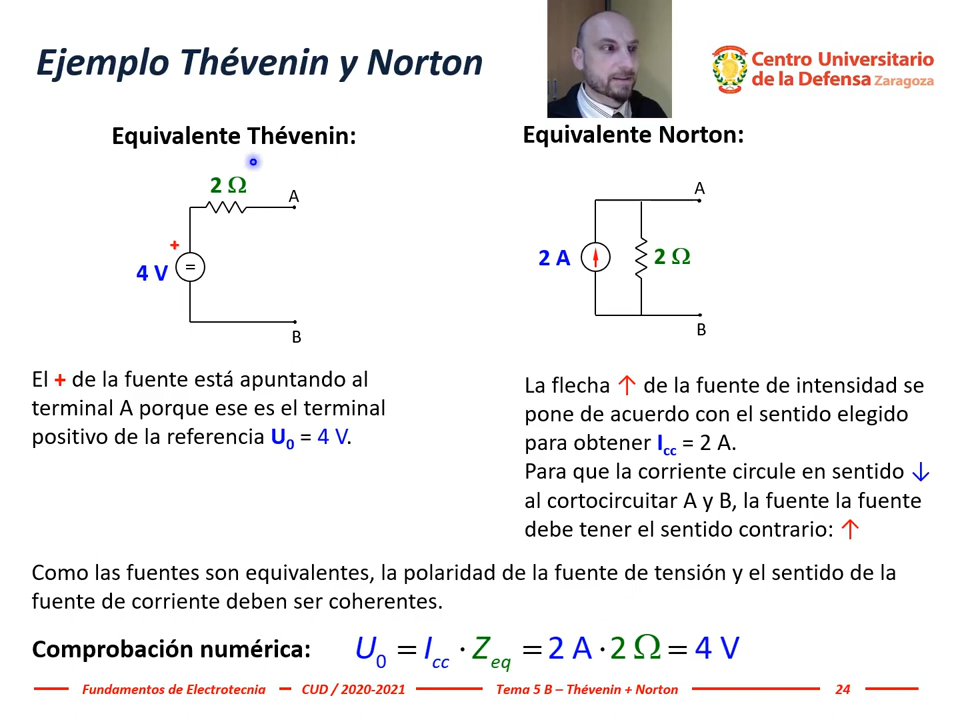 Ejemplo Thévenin y Norton
Centro Universitario
de la Defensa Zaragoza
Equivalente Thévenin:
2 Ω
A
+
4 V
=
B
El + de la fuente está apuntando al
terminal A porque ese es el terminal
positivo de la referencia U₀ = 4 V.
Equivalente Norton:
A
2 A
2 Ω
B
La flecha ↑ de la fuente de intensidad se
pone de acuerdo con el sentido elegido
para obtener Icc = 2 A.
Para que la corriente circule en sentido ↓
al cortocircuitar A y B, la fuente la fuente
debe tener el sentido contrario: ↑
Como las fuentes son equivalentes, la polaridad de la fuente de tensión y el sentido de la
fuente de corriente deben ser coherentes.
Comprobación numérica: U₀ = Icc · Zeq = 2 A · 2 Ω = 4 V
Fundamentos de Electrotecnia CUD / 2020-2021 Tema 5 B – Thévenin + Norton 24